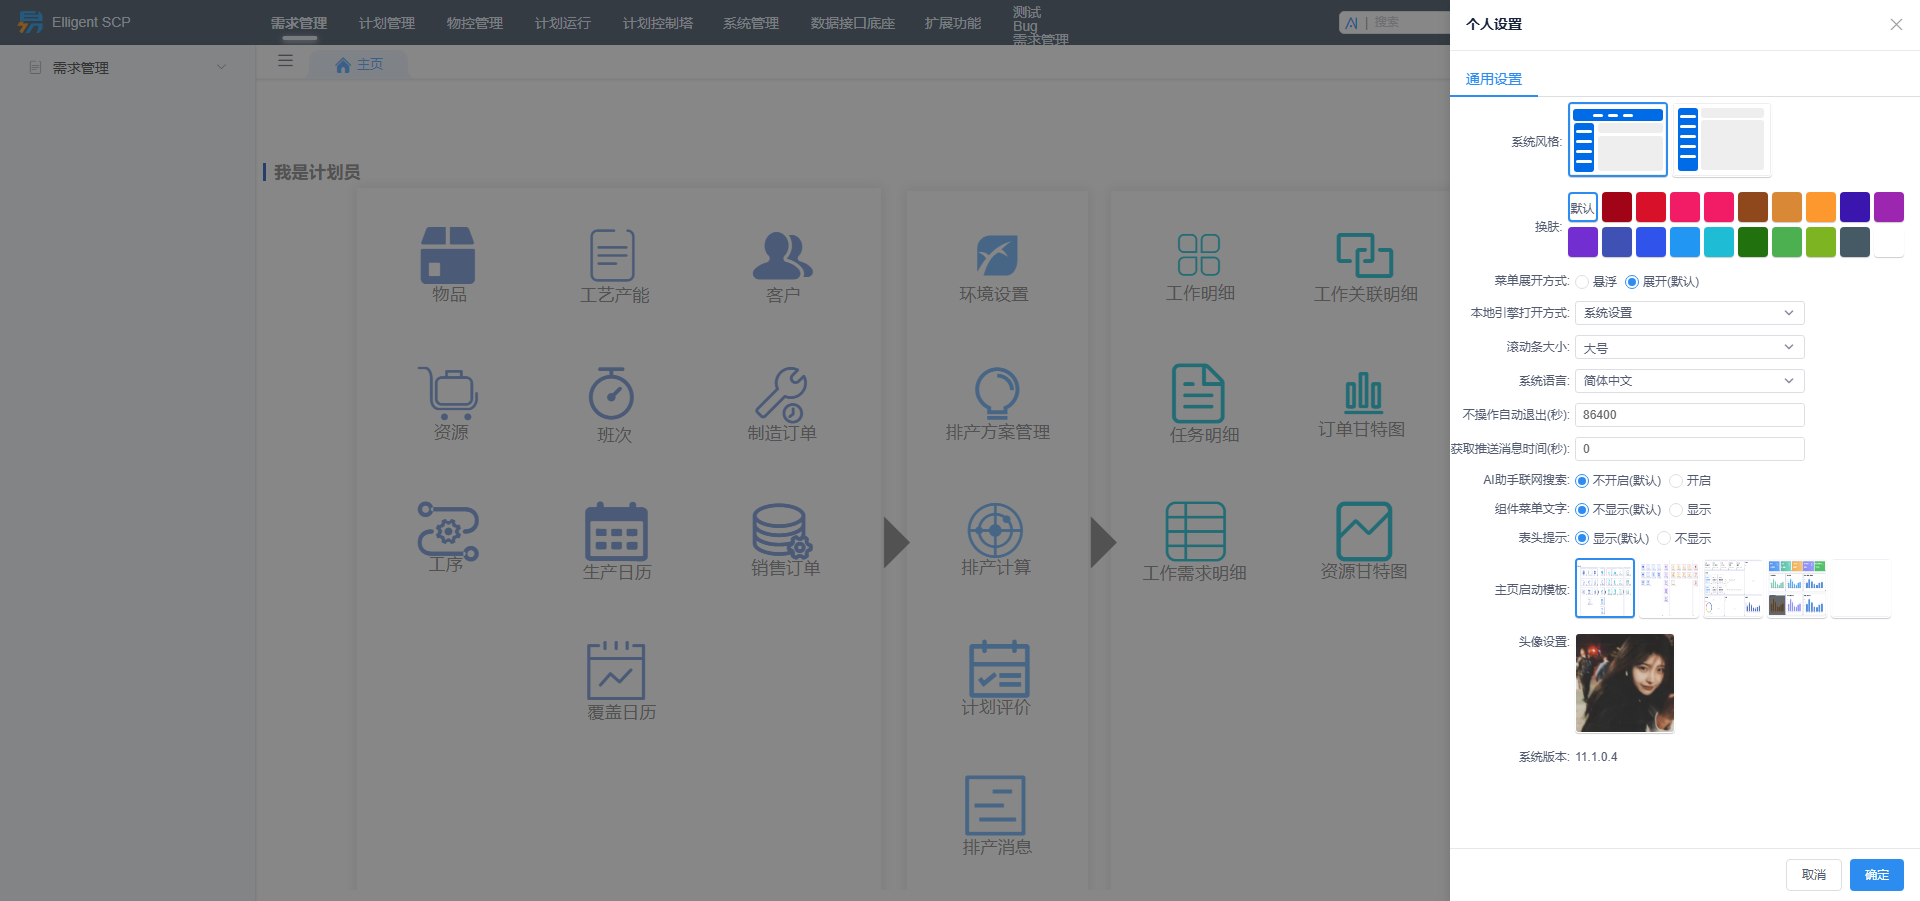 Elligent SCP
需求管理
计划管理
物控管理
计划运行
计划控制塔
系统管理
数据接口底座
扩展功能
测试
Bug
需求管理
AI | 搜索
需求管理
主页
我是计划员
物品
工艺产能
客户
环境设置
工作明细
工作关联明细
资源
班次
制造订单
排产方案管理
任务明细
订单甘特图
工序
生产日历
销售订单
排产计算
工作需求明细
资源甘特图
覆盖日历
计划评价
排产消息
个人设置
通用设置
系统风格:
换肤:
默认
菜单展开方式: 悬浮 展开(默认)
本地引擎打开方式: 系统设置
滚动条大小: 大号
系统语言: 简体中文
不操作自动退出(秒): 86400
获取推送消息时间(秒): 0
AI助手联网搜索: 不开启(默认) 开启
组件菜单文字: 不显示(默认) 显示
表头提示: 显示(默认) 不显示
主页启动模板:
头像设置:
系统版本: 11.1.0.4
取消
确定